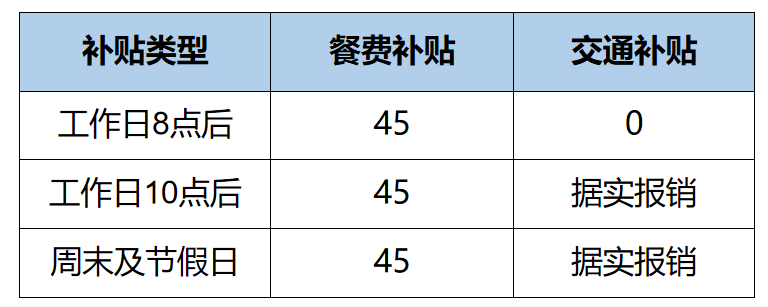 补贴类型 餐费补贴 交通补贴
工作日8点后 45 0
工作日10点后 45 据实报销
周末及节假日 45 据实报销